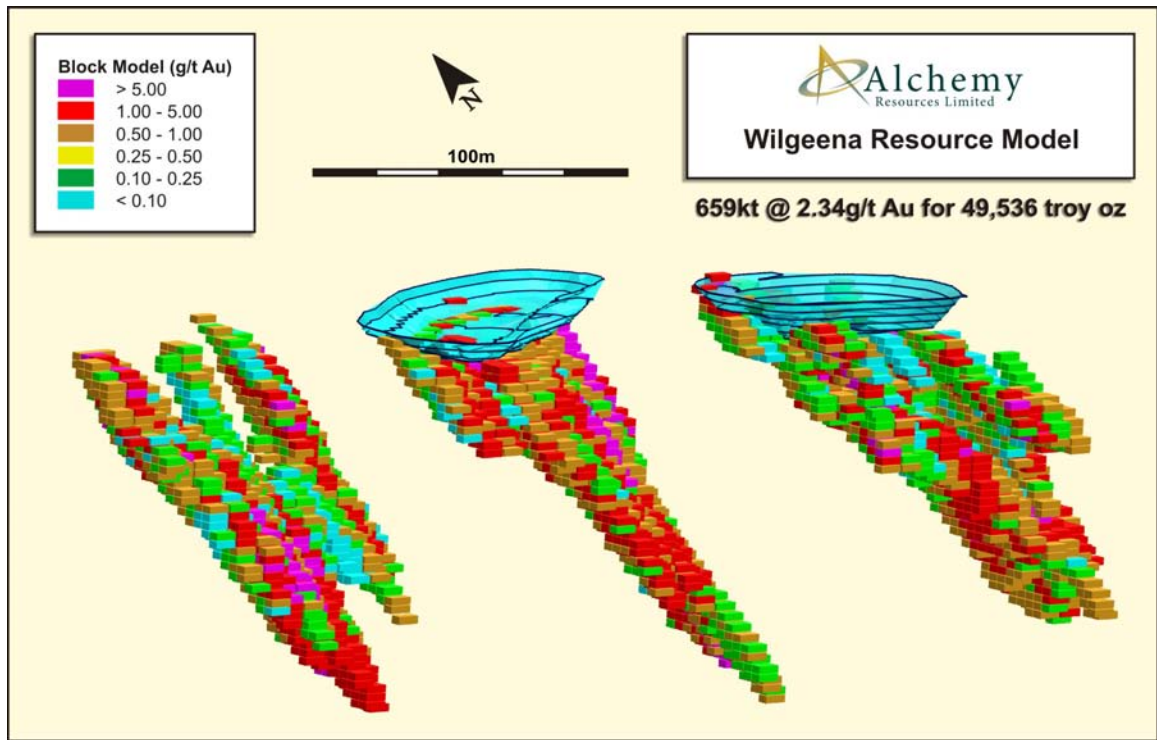 Block Model (g/t Au)
> 5.00
1.00 - 5.00
0.50 - 1.00
0.25 - 0.50
0.10 - 0.25
< 0.10
N
100m
Alchemy
Resources Limited
Wilgeena Resource Model
659kt @ 2.34g/t Au for 49,536 troy oz